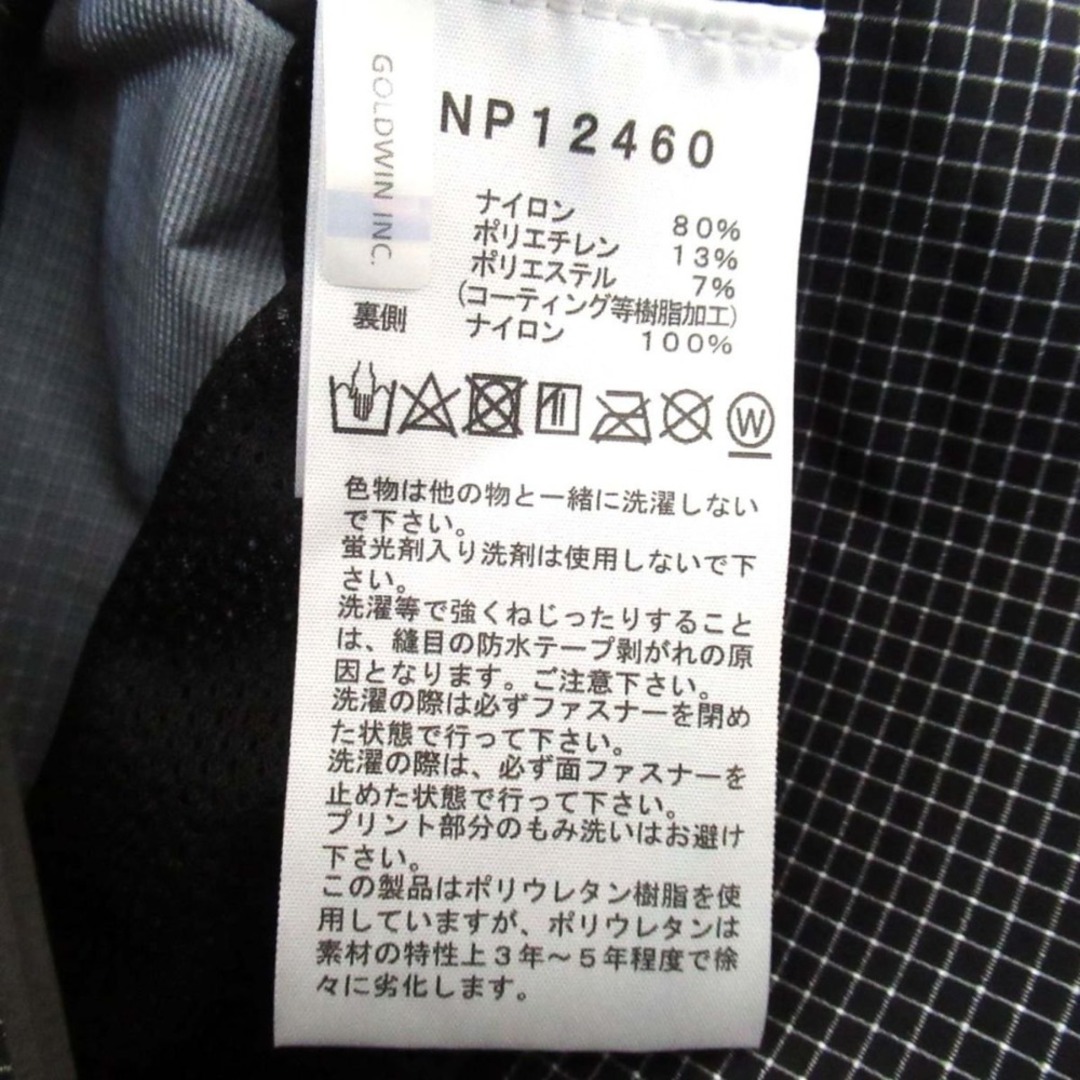 GOLDWIN INC.
NP12460
ナイロン 80%
ポリエチレン 13%
ポリエステル 7%
(コーティング等樹脂加工)
裏側 ナイロン 100%
W
色物は他の物と一緒に洗濯しない
で下さい。
蛍光剤入り洗剤は使用しないで下
さい。
洗濯等で強くねじったりすること
は、縫目の防水テープ剥がれの原
因となります。ご注意下さい。
洗濯の際は必ずファスナーを閉め
た状態で行って下さい。
洗濯の際は、必ず面ファスナーを
止めた状態で行って下さい。
プリント部分のもみ洗いはお避け
下さい。
この製品はポリウレタン樹脂を使
用していますが、ポリウレタンは
素材の特性上3年～5年程度で徐
々に劣化します。